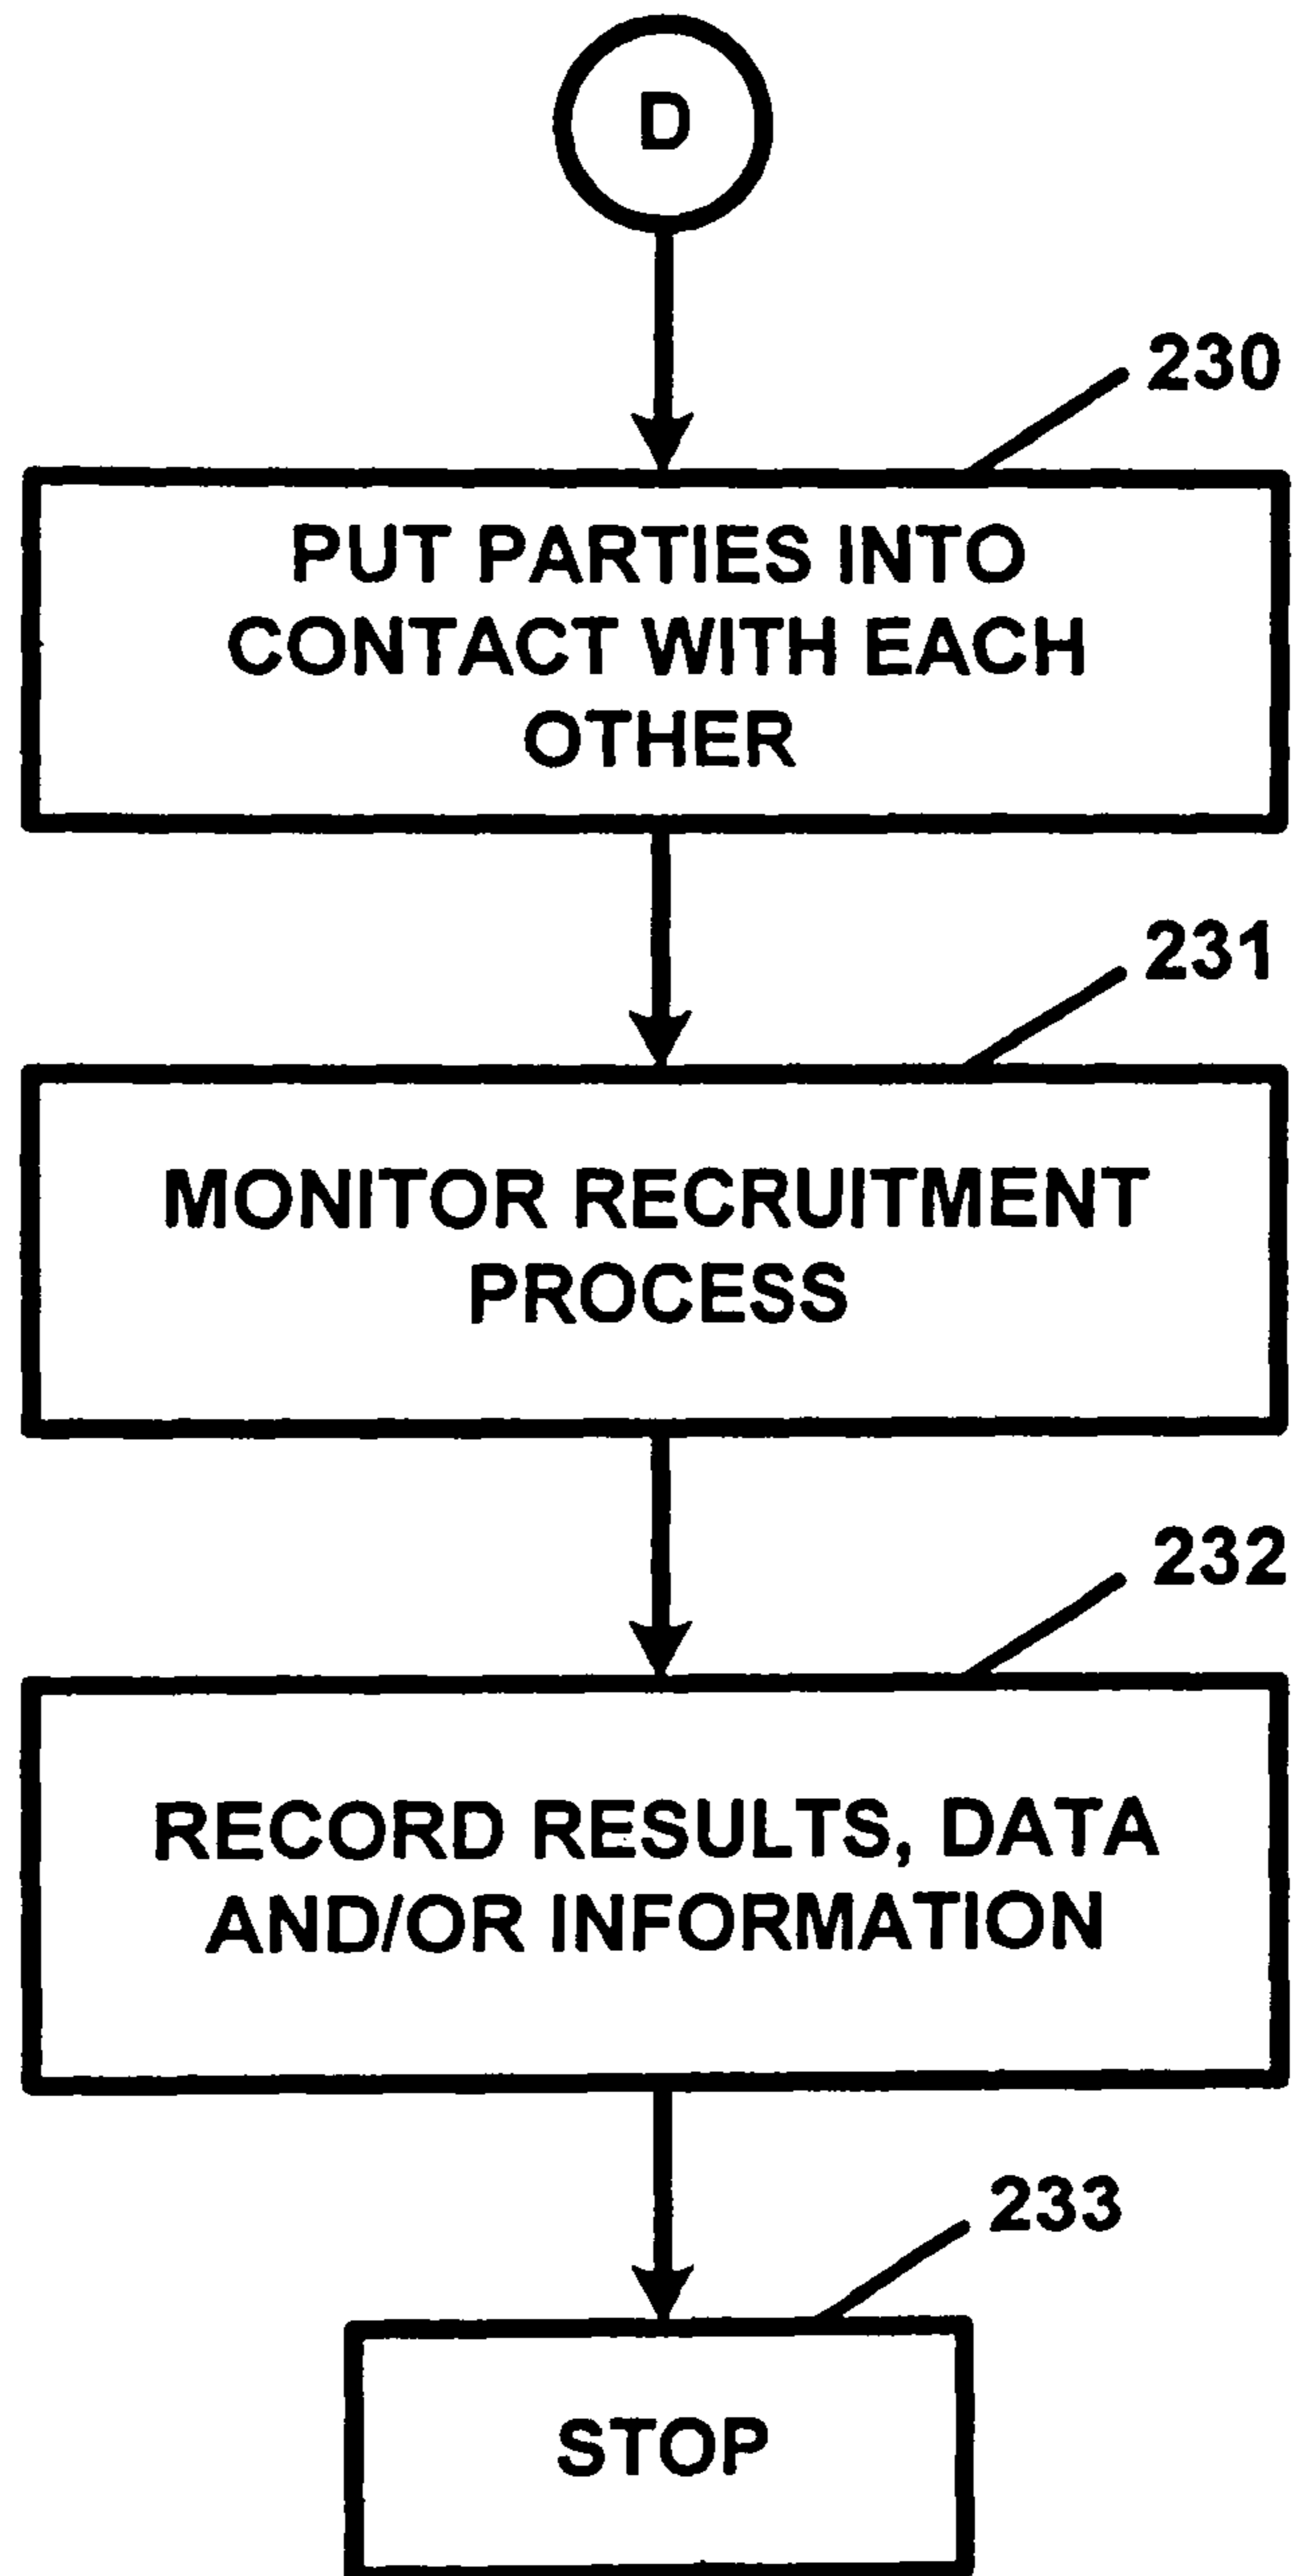 D
230
PUT PARTIES INTO
CONTACT WITH EACH
OTHER
231
MONITOR RECRUITMENT
PROCESS
232
RECORD RESULTS, DATA
AND/OR INFORMATION
233
STOP